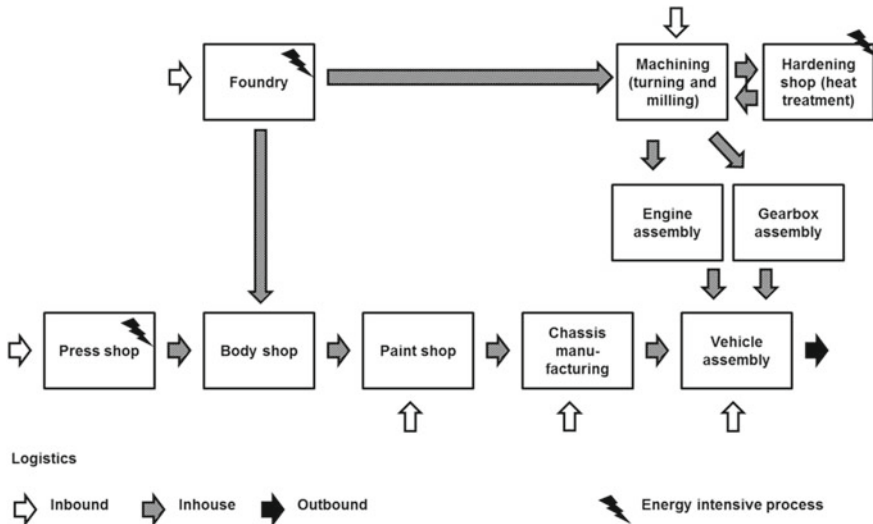 Foundry
Machining
(turning and
milling)
Hardening
shop (heat
treatment)
Engine
assembly
Gearbox
assembly
Press shop
Body shop
Paint shop
Chassis
manu-
facturing
Vehicle
assembly
Logistics
Inbound
Inhouse
Outbound
Energy intensive process